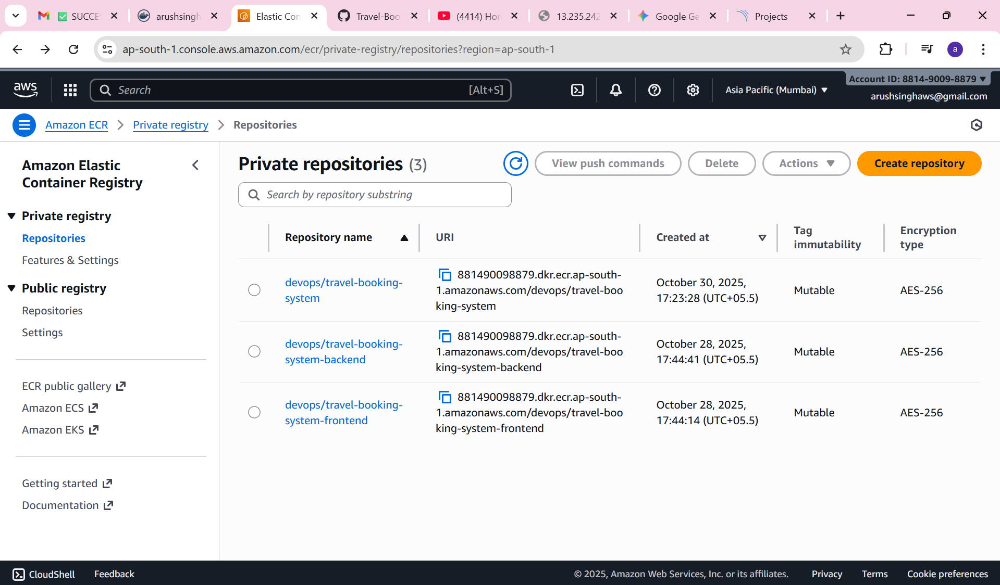 SUCCE
arushsingh
Elastic Con
Travel-Boo
(4414) Hor
13.235.242
Google Ge
Projects
ap-south-1.console.aws.amazon.com/ecr/private-registry/repositories?region=ap-south-1
a
aws
Search
[Alt+S]
Asia Pacific (Mumbai)
Account ID: 8814-9009-8879
arushsinghaws@gmail.com
Amazon ECR
Private registry
Repositories
Amazon Elastic
Container Registry
Private registry
Repositories
Features & Settings
Public registry
Repositories
Settings
ECR public gallery
Amazon ECS
Amazon EKS
Getting started
Documentation
Private repositories (3)
View push commands
Delete
Actions
Create repository
Search by repository substring
Repository name
URI
Created at
Tag
immutability
Encryption
type
devops/travel-booking-
system
881490098879.dkr.ecr.ap-south-
1.amazonaws.com/devops/travel-boo
king-system
October 30, 2025,
17:23:28 (UTC+05.5)
Mutable
AES-256
devops/travel-booking-
system-backend
881490098879.dkr.ecr.ap-south-
1.amazonaws.com/devops/travel-boo
king-system-backend
October 28, 2025,
17:44:41 (UTC+05.5)
Mutable
AES-256
devops/travel-booking-
system-frontend
881490098879.dkr.ecr.ap-south-
1.amazonaws.com/devops/travel-boo
king-system-frontend
October 28, 2025,
17:44:14 (UTC+05.5)
Mutable
AES-256
CloudShell
Feedback
© 2025, Amazon Web Services, Inc. or its affiliates.
Privacy
Terms
Cookie preferences